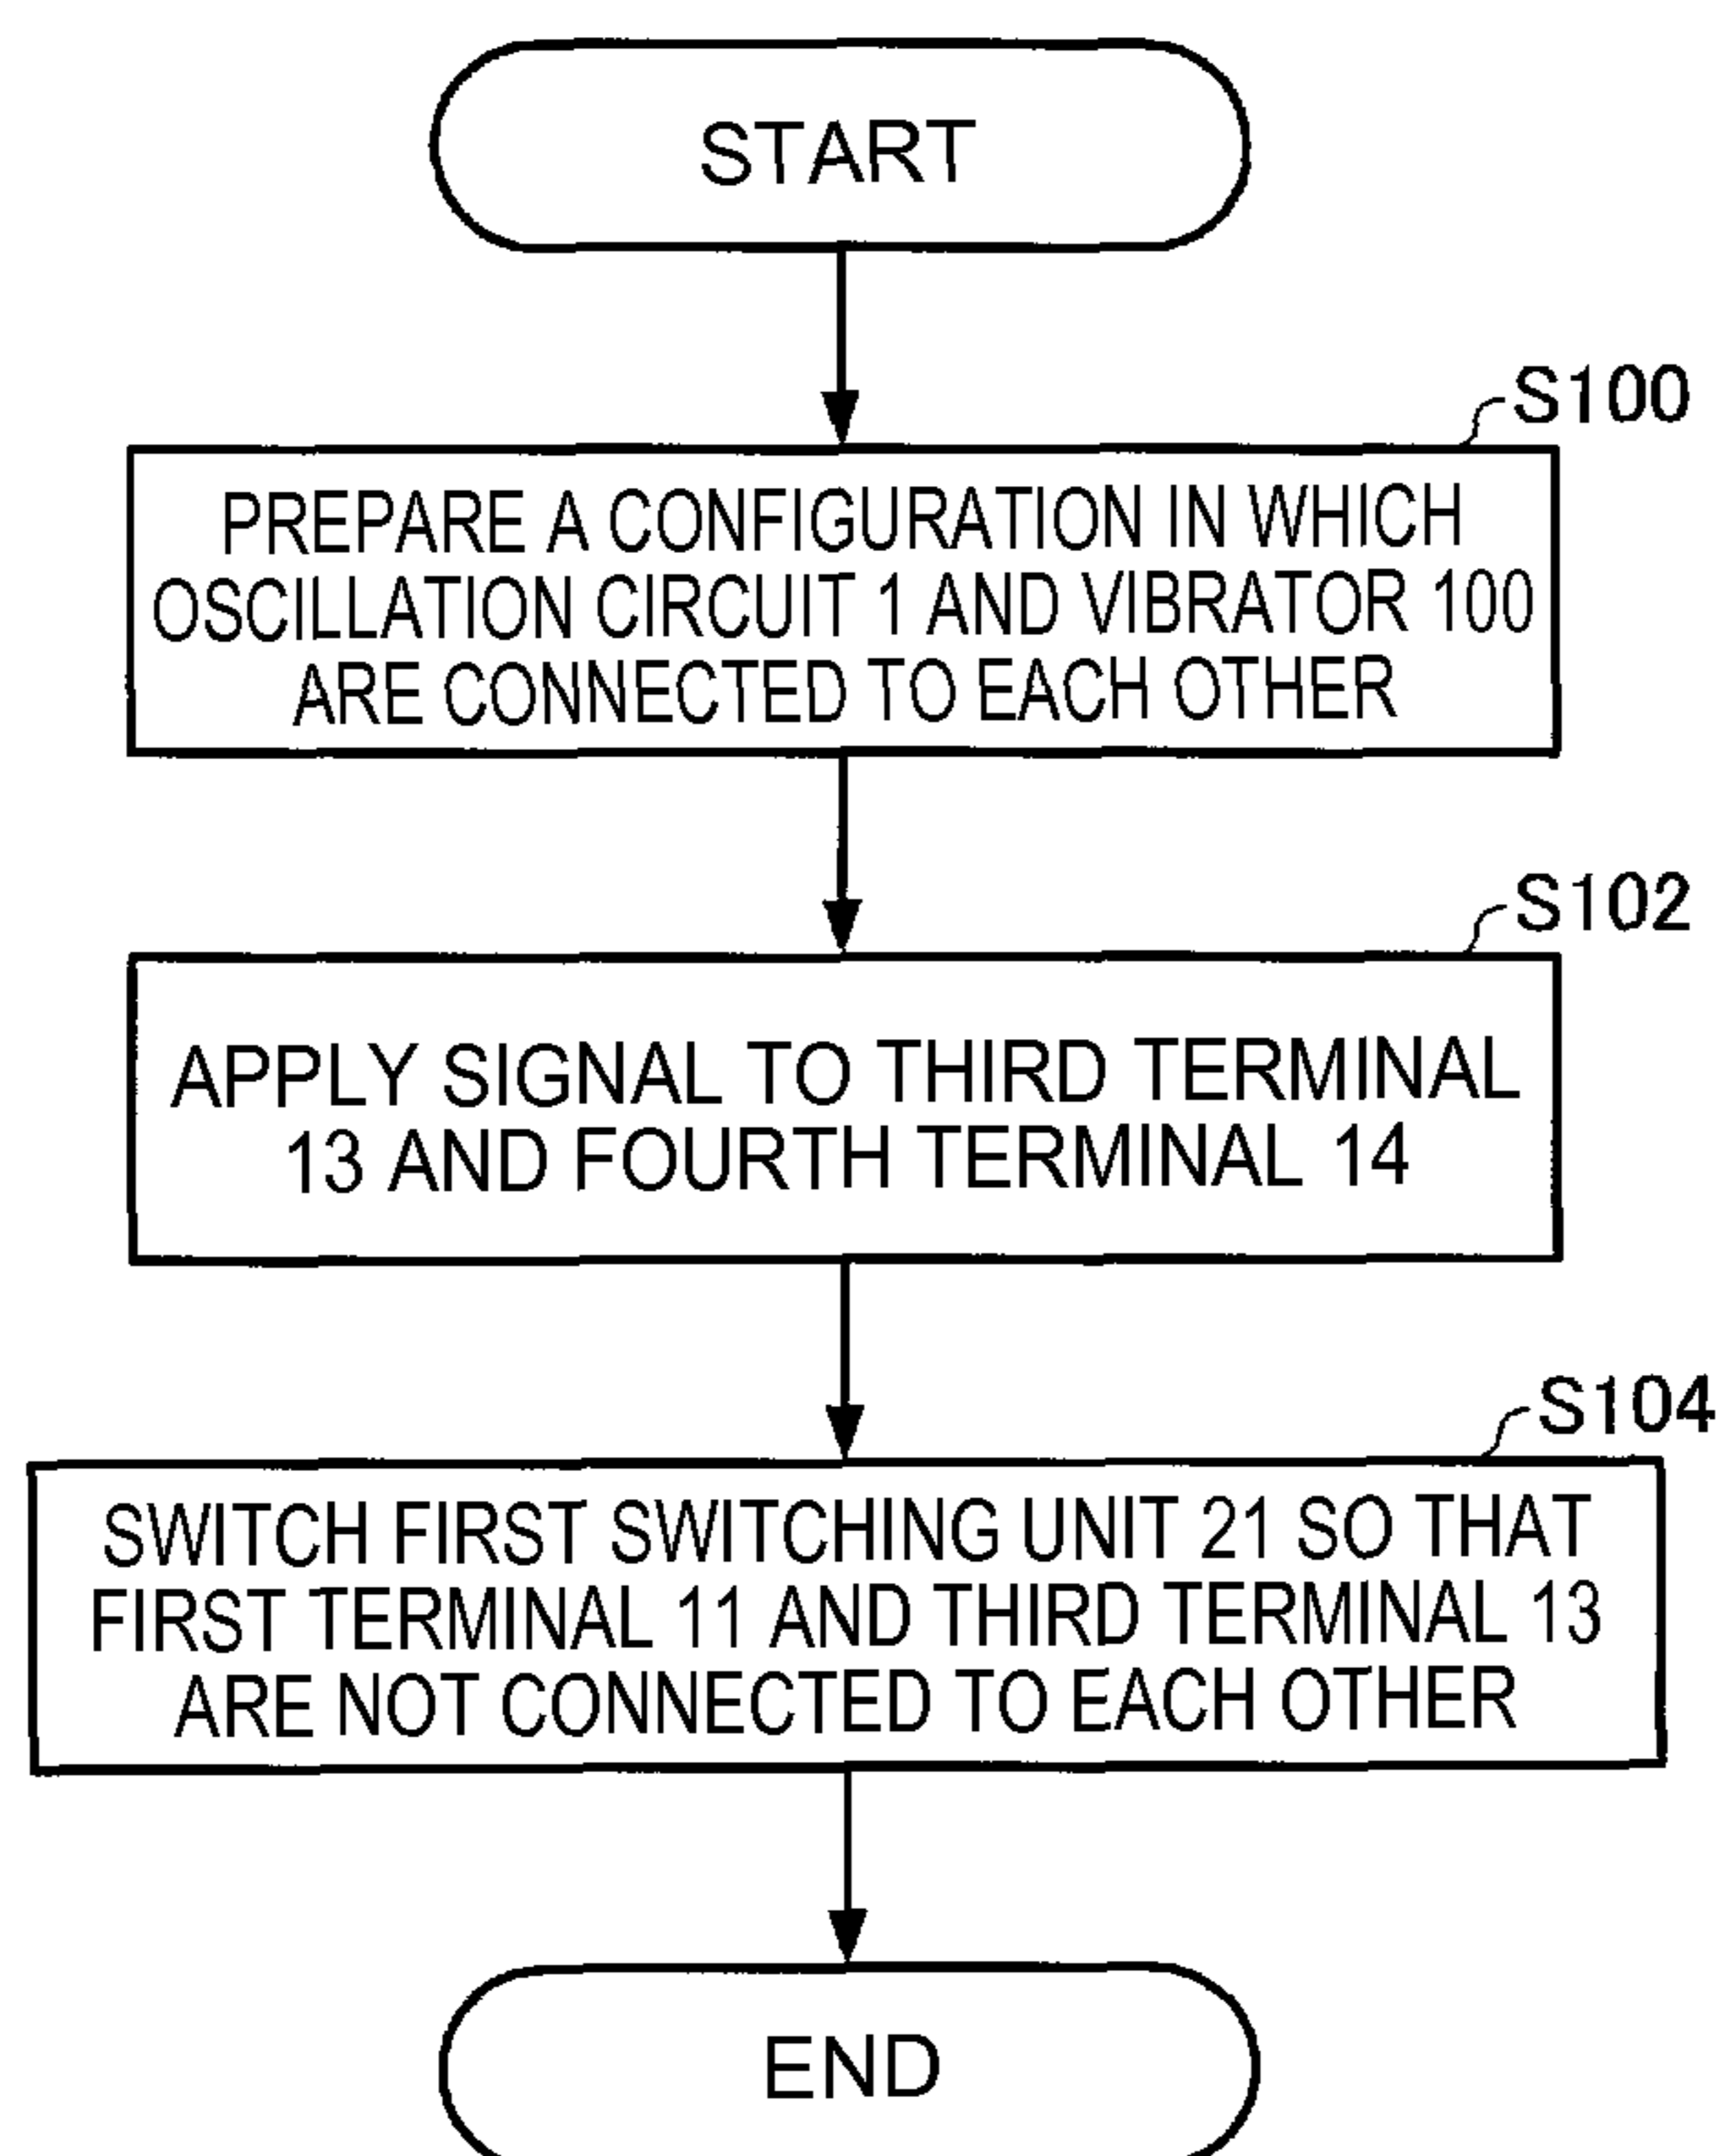 START
S100
PREPARE A CONFIGURATION IN WHICH
OSCILLATION CIRCUIT 1 AND VIBRATOR 100
ARE CONNECTED TO EACH OTHER
S102
APPLY SIGNAL TO THIRD TERMINAL
13 AND FOURTH TERMINAL 14
S104
SWITCH FIRST SWITCHING UNIT 21 SO THAT
FIRST TERMINAL 11 AND THIRD TERMINAL 13
ARE NOT CONNECTED TO EACH OTHER
END